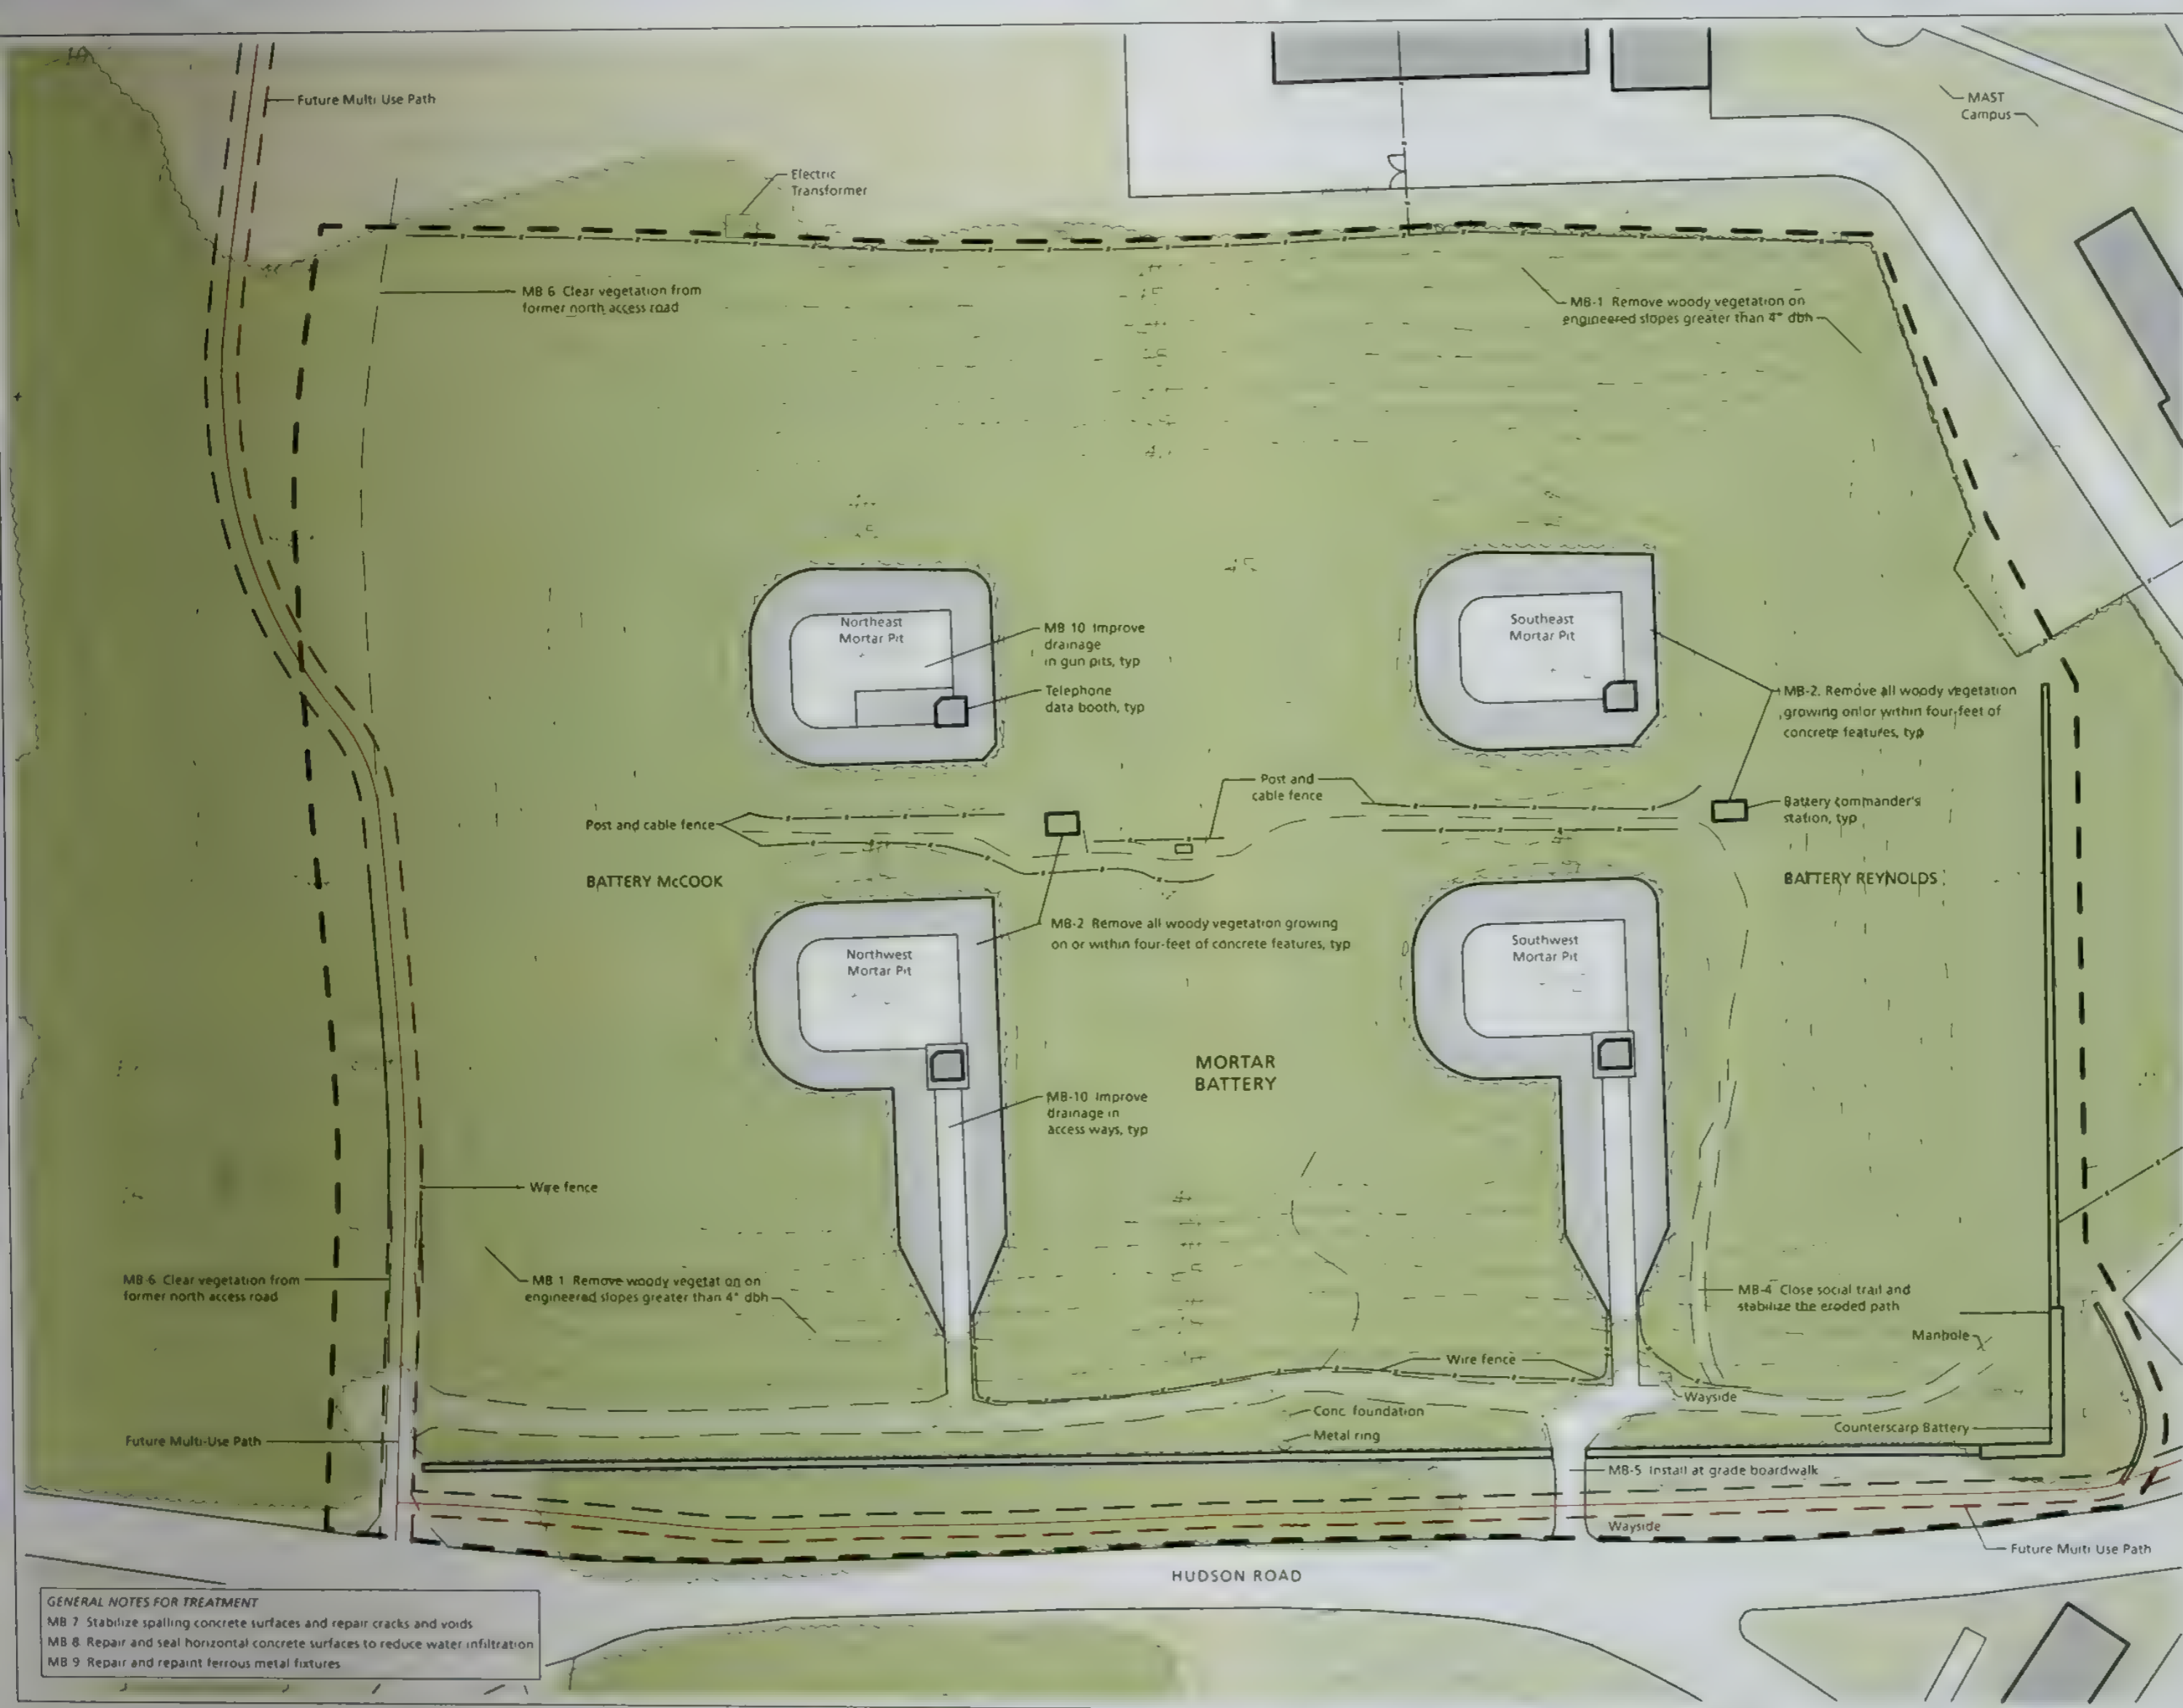 Future Multi Use Path
MAST
Campus
Electric
Transformer
MB 6 Clear vegetation from
former north access road
MB-1 Remove woody vegetation on
engineered slopes greater than 4" dbh
Northeast
Mortar Pit
MB 10 Improve
drainage
in gun pits, typ
Telephone
data booth, typ
Southeast
Mortar Pit
MB-2. Remove all woody vegetation
growing on or within four-feet of
concrete features, typ
Post and
cable fence
Battery commander's
station, typ
Post and cable fence
BATTERY McCOOK
BATTERY REYNOLDS
MB-2 Remove all woody vegetation growing
on or within four-feet of concrete features, typ
Northwest
Mortar Pit
Southwest
Mortar Pit
MORTAR
BATTERY
MB-10 Improve
drainage in
access ways, typ
Wire fence
MB-6 Clear vegetation from
former north access road
MB 1 Remove woody vegetat on on
engineered slopes greater than 4" dbh
MB-4 Close social trail and
stabilize the eroded path
Manhole
Wire fence
Wayside
Conc. foundation
Metal ring
Counterscarp Battery
Future Multi-Use Path
MB-5 Install at grade boardwalk
Wayside
Future Multi Use Path
HUDSON ROAD
GENERAL NOTES FOR TREATMENT
MB 7 Stabilize spalling concrete surfaces and repair cracks and voids
MB 8 Repair and seal horizontal concrete surfaces to reduce water infiltration
MB 9 Repair and repaint ferrous metal fixtures